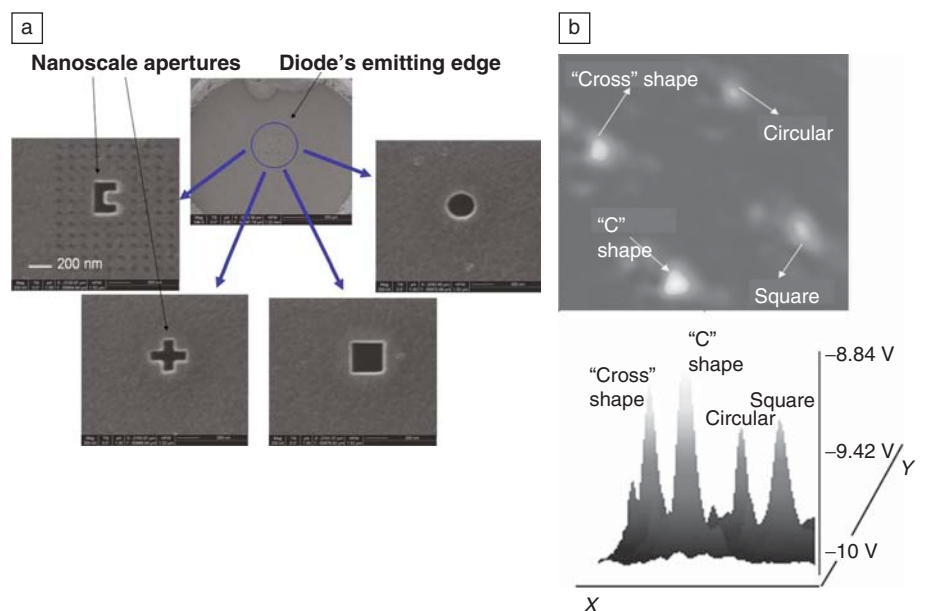 a
Nanoscale apertures
Diode's emitting edge
200 nm
b
"Cross" shape
Circular
"C"
shape
Square
"C"
shape
"Cross"
shape
Square
Circular
–8.84 V
–9.42 V
–10 V
Y
X